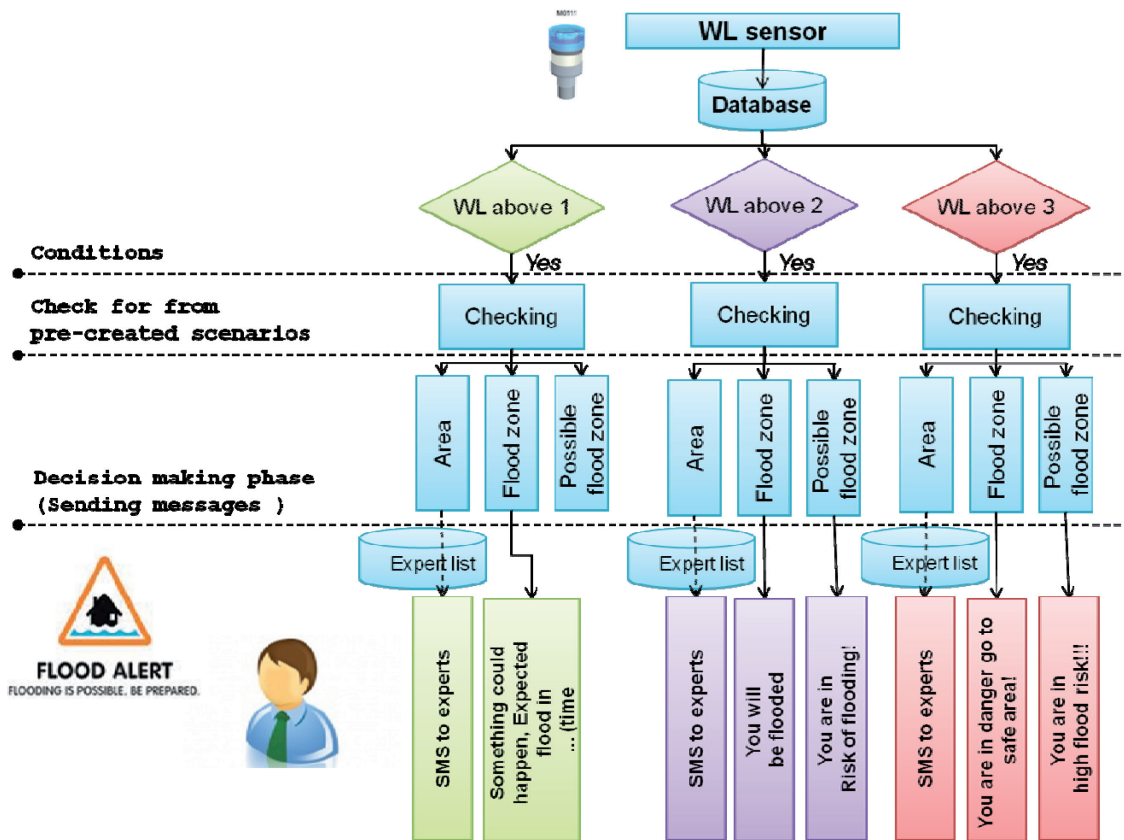 M0111
WL sensor
Database
WL above 1
WL above 2
WL above 3
Conditions
Yes
Yes
Yes
Check for from
pre-created scenarios
Checking
Checking
Checking
Area
Flood zone
Possible
flood zone
Area
Flood zone
Possible
flood zone
Area
Flood zone
Possible
flood zone
Decision making phase
(Sending messages )
Expert list
Expert list
Expert list
SMS to experts
Something could
happen, Expected
flood in
... (time
SMS to experts
You will
be flooded
You are in
Risk of flooding!
SMS to experts
You are in danger go to
safe area!
You are in
high flood risk!!!
FLOOD ALERT
FLOODING IS POSSIBLE. BE PREPARED.